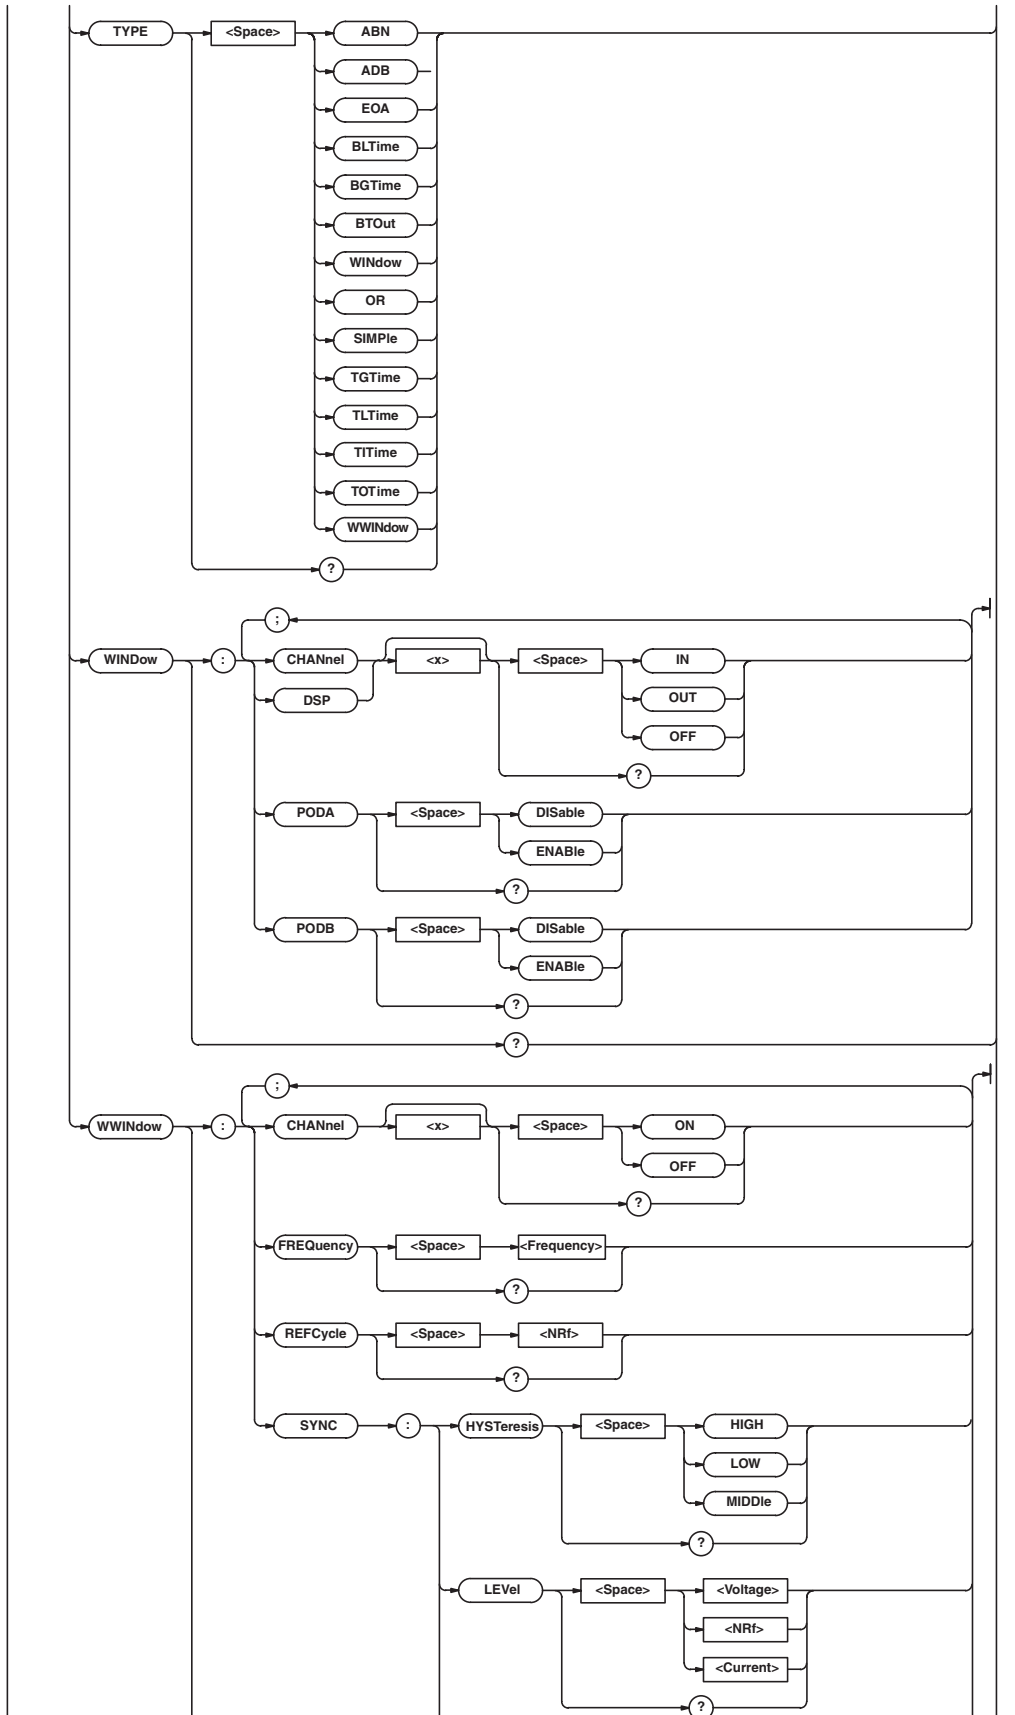 TYPE <Space> ABN
ADB
EOA
BLTime
BGTime
BTOut
WINdow
OR
SIMPle
TGTime
TLTime
TITime
TOTime
WWINdow
?
;
WINDow : CHANnel <x> <Space> IN
DSP OUT
OFF
?
PODA <Space> DISable
ENABle
?
PODB <Space> DISable
ENABle
?
?
;
WWINdow : CHANnel <x> <Space> ON
OFF
?
FREQuency <Space> <Frequency>
?
REFCycle <Space> <NRf>
?
SYNC : HYSTeresis <Space> HIGH
LOW
MIDDle
?
LEVel <Space> <Voltage>
<NRf>
<Current>
?